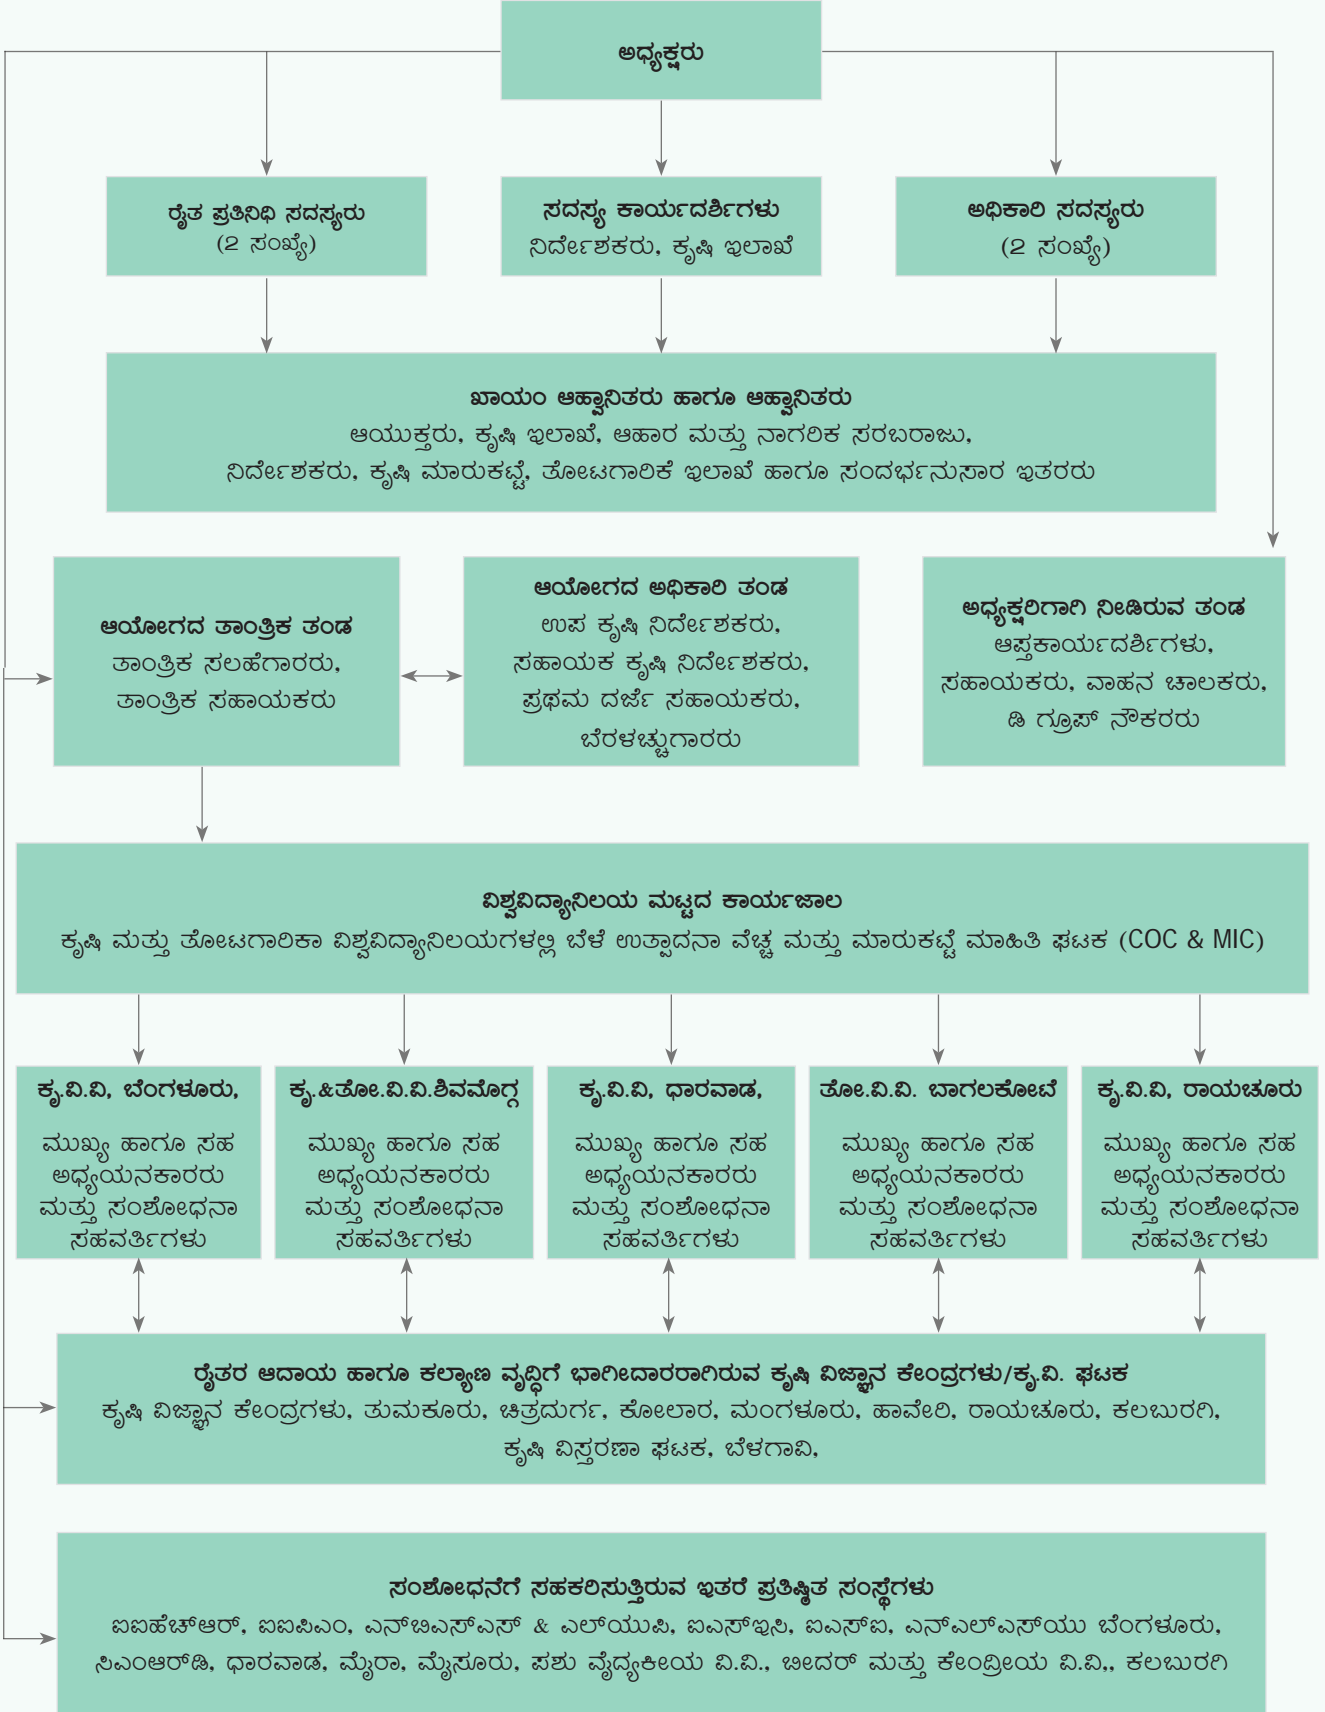 ಅಧ್ಯಕ್ಷರು
ರೈತ ಪ್ರತಿನಿಧಿ ಸದಸ್ಯರು
(2 ಸಂಖ್ಯೆ)
ಸದಸ್ಯ ಕಾರ್ಯದರ್ಶಿಗಳು
ನಿರ್ದೇಶಕರು, ಕೃಷಿ ಇಲಾಖೆ
ಅಧಿಕಾರಿ ಸದಸ್ಯರು
(2 ಸಂಖ್ಯೆ)
ಖಾಯಂ ಆಹ್ವಾನಿತರು ಹಾಗೂ ಆಹ್ವಾನಿತರು
ಆಯುಕ್ತರು, ಕೃಷಿ ಇಲಾಖೆ, ಆಹಾರ ಮತ್ತು ನಾಗರಿಕ ಸರಬರಾಜು,
ನಿರ್ದೇಶಕರು, ಕೃಷಿ ಮಾರುಕಟ್ಟೆ, ತೋಟಗಾರಿಕೆ ಇಲಾಖೆ ಹಾಗೂ ಸಂದರ್ಭನುಸಾರ ಇತರರು
ಆಯೋಗದ ತಾಂತ್ರಿಕ ತಂಡ
ತಾಂತ್ರಿಕ ಸಲಹೆಗಾರರು,
ತಾಂತ್ರಿಕ ಸಹಾಯಕರು
ಆಯೋಗದ ಅಧಿಕಾರಿ ತಂಡ
ಉಪ ಕೃಷಿ ನಿರ್ದೇಶಕರು,
ಸಹಾಯಕ ಕೃಷಿ ನಿರ್ದೇಶಕರು,
ಪ್ರಥಮ ದರ್ಜೆ ಸಹಾಯಕರು,
ಬೆರಳಚ್ಚುಗಾರರು
ಅಧ್ಯಕ್ಷರಿಗಾಗಿ ನೀಡಿರುವ ತಂಡ
ಆಪ್ತಕಾರ್ಯದರ್ಶಿಗಳು,
ಸಹಾಯಕರು, ವಾಹನ ಚಾಲಕರು,
ಡಿ ಗ್ರೂಪ್ ನೌಕರರು
ವಿಶ್ವವಿದ್ಯಾನಿಲಯ ಮಟ್ಟದ ಕಾರ್ಯಜಾಲ
ಕೃಷಿ ಮತ್ತು ತೋಟಗಾರಿಕಾ ವಿಶ್ವವಿದ್ಯಾನಿಲಯಗಳಲ್ಲಿ ಬೆಳೆ ಉತ್ಪಾದನಾ ವೆಚ್ಚ ಮತ್ತು ಮಾರುಕಟ್ಟೆ ಮಾಹಿತಿ ಘಟಕ (COC & MIC)
ಕೃ.ವಿ.ವಿ, ಬೆಂಗಳೂರು,
ಮುಖ್ಯ ಹಾಗೂ ಸಹ
ಅಧ್ಯಯನಕಾರರು
ಮತ್ತು ಸಂಶೋಧನಾ
ಸಹವರ್ತಿಗಳು
ಕೃ.&ತೋ.ವಿ.ವಿ.ಶಿವಮೊಗ್ಗ
ಮುಖ್ಯ ಹಾಗೂ ಸಹ
ಅಧ್ಯಯನಕಾರರು
ಮತ್ತು ಸಂಶೋಧನಾ
ಸಹವರ್ತಿಗಳು
ಕೃ.ವಿ.ವಿ, ಧಾರವಾಡ,
ಮುಖ್ಯ ಹಾಗೂ ಸಹ
ಅಧ್ಯಯನಕಾರರು
ಮತ್ತು ಸಂಶೋಧನಾ
ಸಹವರ್ತಿಗಳು
ತೋ.ವಿ.ವಿ. ಬಾಗಲಕೋಟೆ
ಮುಖ್ಯ ಹಾಗೂ ಸಹ
ಅಧ್ಯಯನಕಾರರು
ಮತ್ತು ಸಂಶೋಧನಾ
ಸಹವರ್ತಿಗಳು
ಕೃ.ವಿ.ವಿ, ರಾಯಚೂರು
ಮುಖ್ಯ ಹಾಗೂ ಸಹ
ಅಧ್ಯಯನಕಾರರು
ಮತ್ತು ಸಂಶೋಧನಾ
ಸಹವರ್ತಿಗಳು
ರೈತರ ಆದಾಯ ಹಾಗೂ ಕಲ್ಯಾಣ ವೃದ್ಧಿಗೆ ಭಾಗೀದಾರರಾಗಿರುವ ಕೃಷಿ ವಿಜ್ಞಾನ ಕೇಂದ್ರಗಳು/ಕೃ.ವಿ. ಘಟಕ
ಕೃಷಿ ವಿಜ್ಞಾನ ಕೇಂದ್ರಗಳು, ತುಮಕೂರು, ಚಿತ್ರದುರ್ಗ, ಕೋಲಾರ, ಮಂಗಳೂರು, ಹಾವೇರಿ, ರಾಯಚೂರು, ಕಲಬುರಗಿ,
ಕೃಷಿ ವಿಸ್ತರಣಾ ಘಟಕ, ಬೆಳಗಾವಿ,
ಸಂಶೋಧನೆಗೆ ಸಹಕರಿಸುತ್ತಿರುವ ಇತರೆ ಪ್ರತಿಷ್ಠಿತ ಸಂಸ್ಥೆಗಳು
ಐಐಹೆಚ್‌ಆರ್, ಐಐಪಿಎಂ, ಎನ್‌ಬಿಎಸ್‌ಎಸ್ & ಎಲ್‌ಯುಪಿ, ಐಎಸ್‌ಇಸಿ, ಐಎಸ್‌ಐ, ಎನ್‌ಎಲ್‌ಎಸ್‌ಯು ಬೆಂಗಳೂರು,
ಸಿಎಂಆರ್‌ಡಿ, ಧಾರವಾಡ, ಮೈರಾ, ಮೈಸೂರು, ಪಶು ವೈದ್ಯಕೀಯ ವಿ.ವಿ., ಬೀದರ್ ಮತ್ತು ಕೇಂದ್ರೀಯ ವಿ.ವಿ,, ಕಲಬುರಗಿ